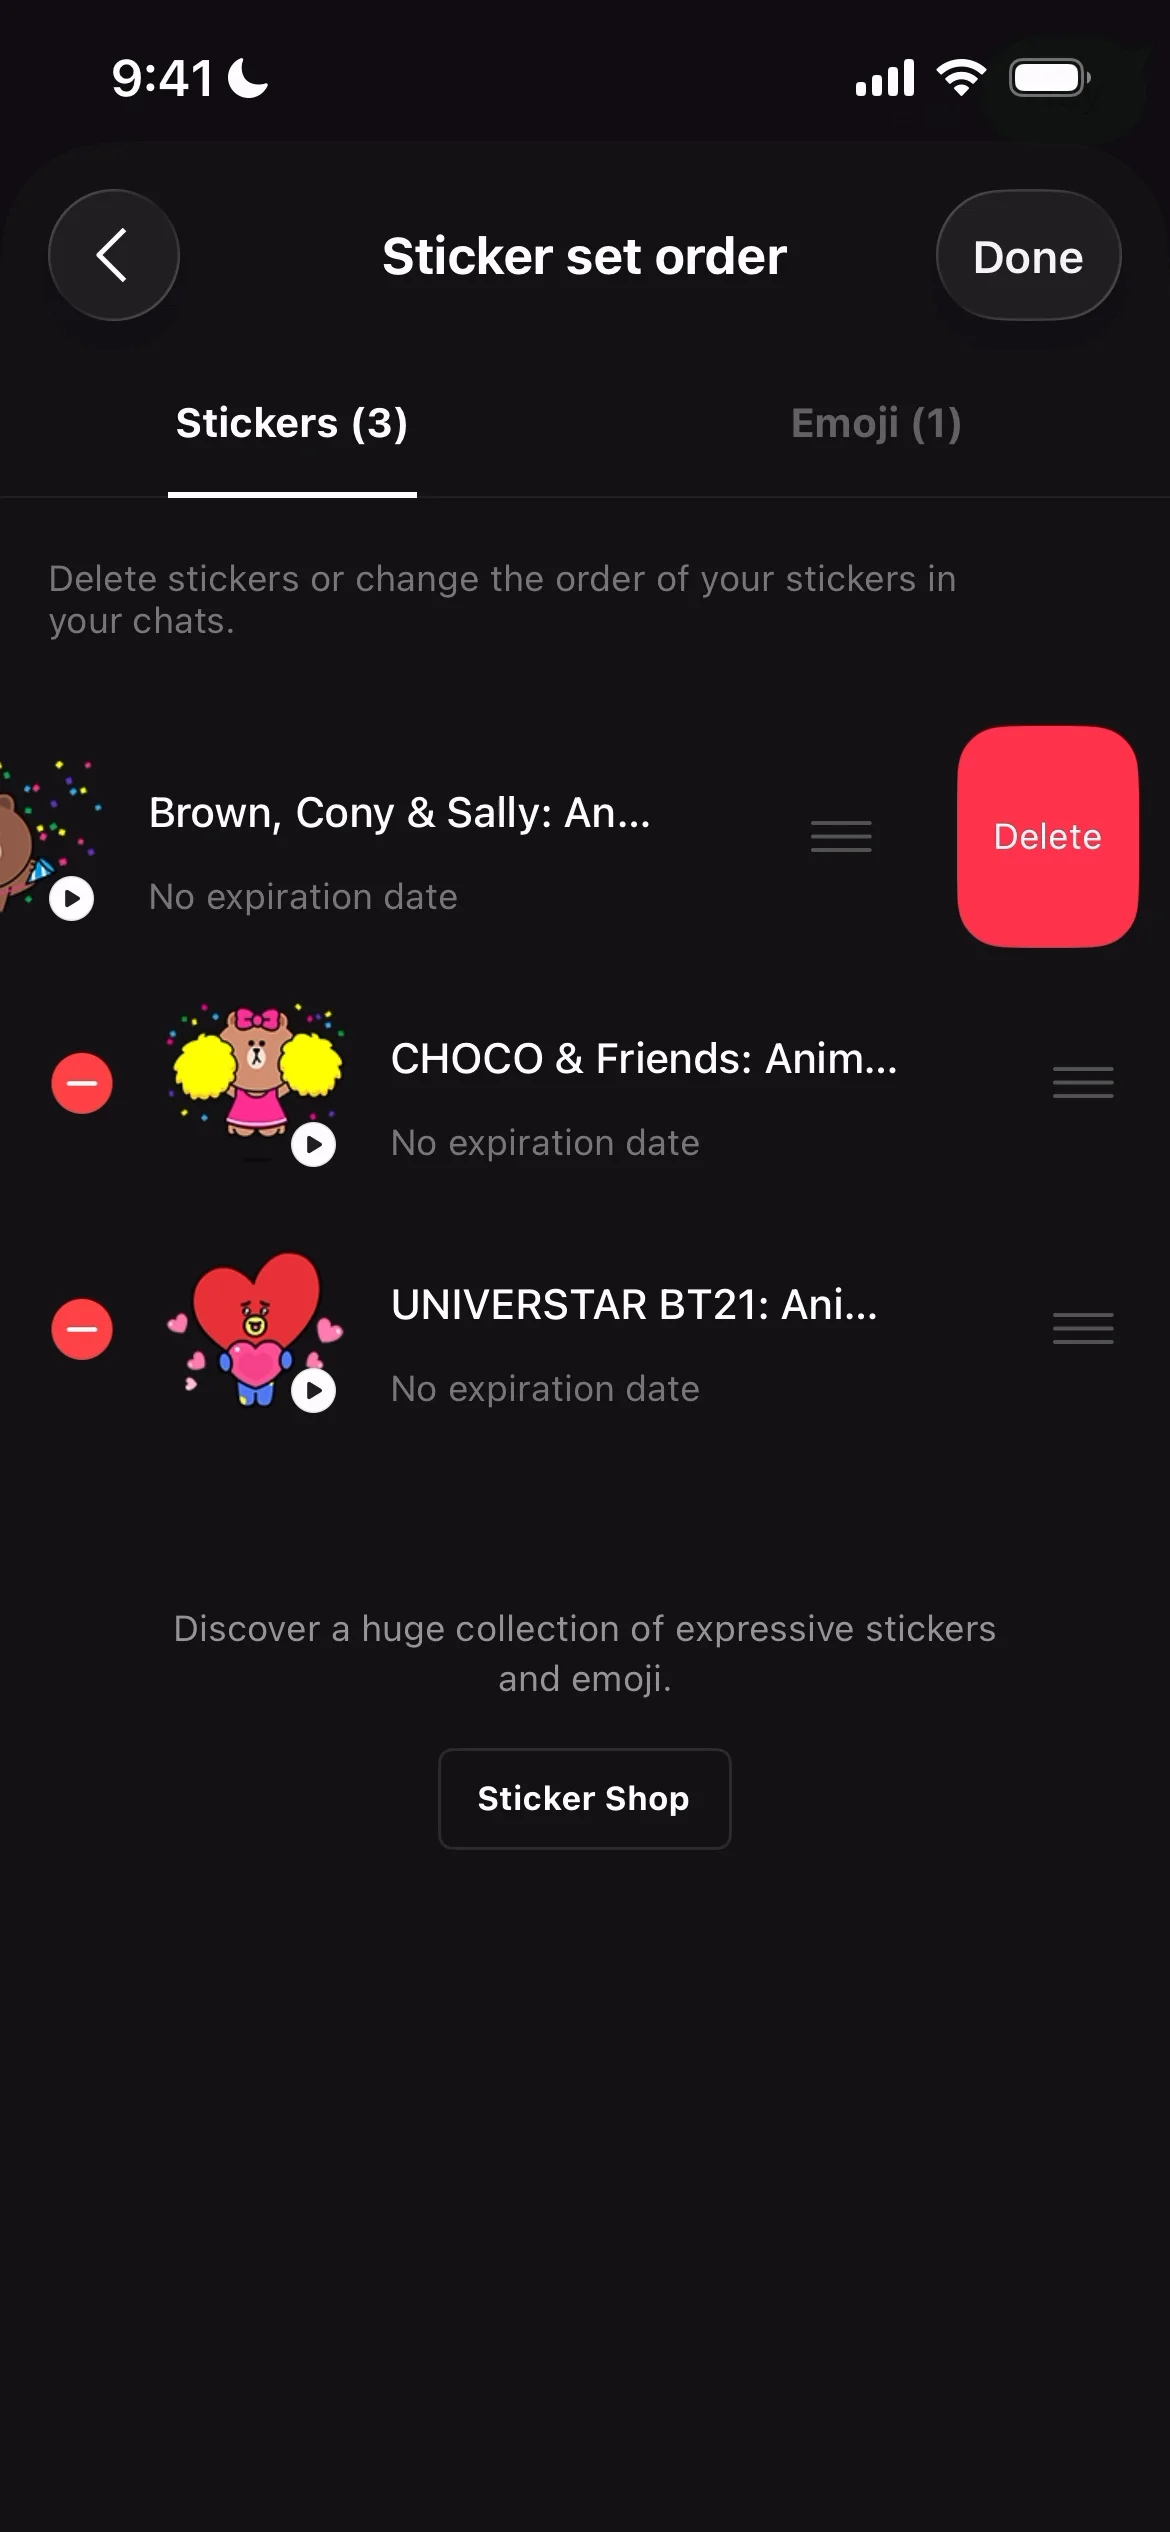 9:41
Sticker set order
Done
Stickers (3)
Emoji (1)
Delete stickers or change the order of your stickers in
your chats.
Brown, Cony & Sally: An...
No expiration date
Delete
CHOCO & Friends: Anim...
No expiration date
UNIVERSTAR BT21: Ani...
No expiration date
Discover a huge collection of expressive stickers
and emoji.
Sticker Shop